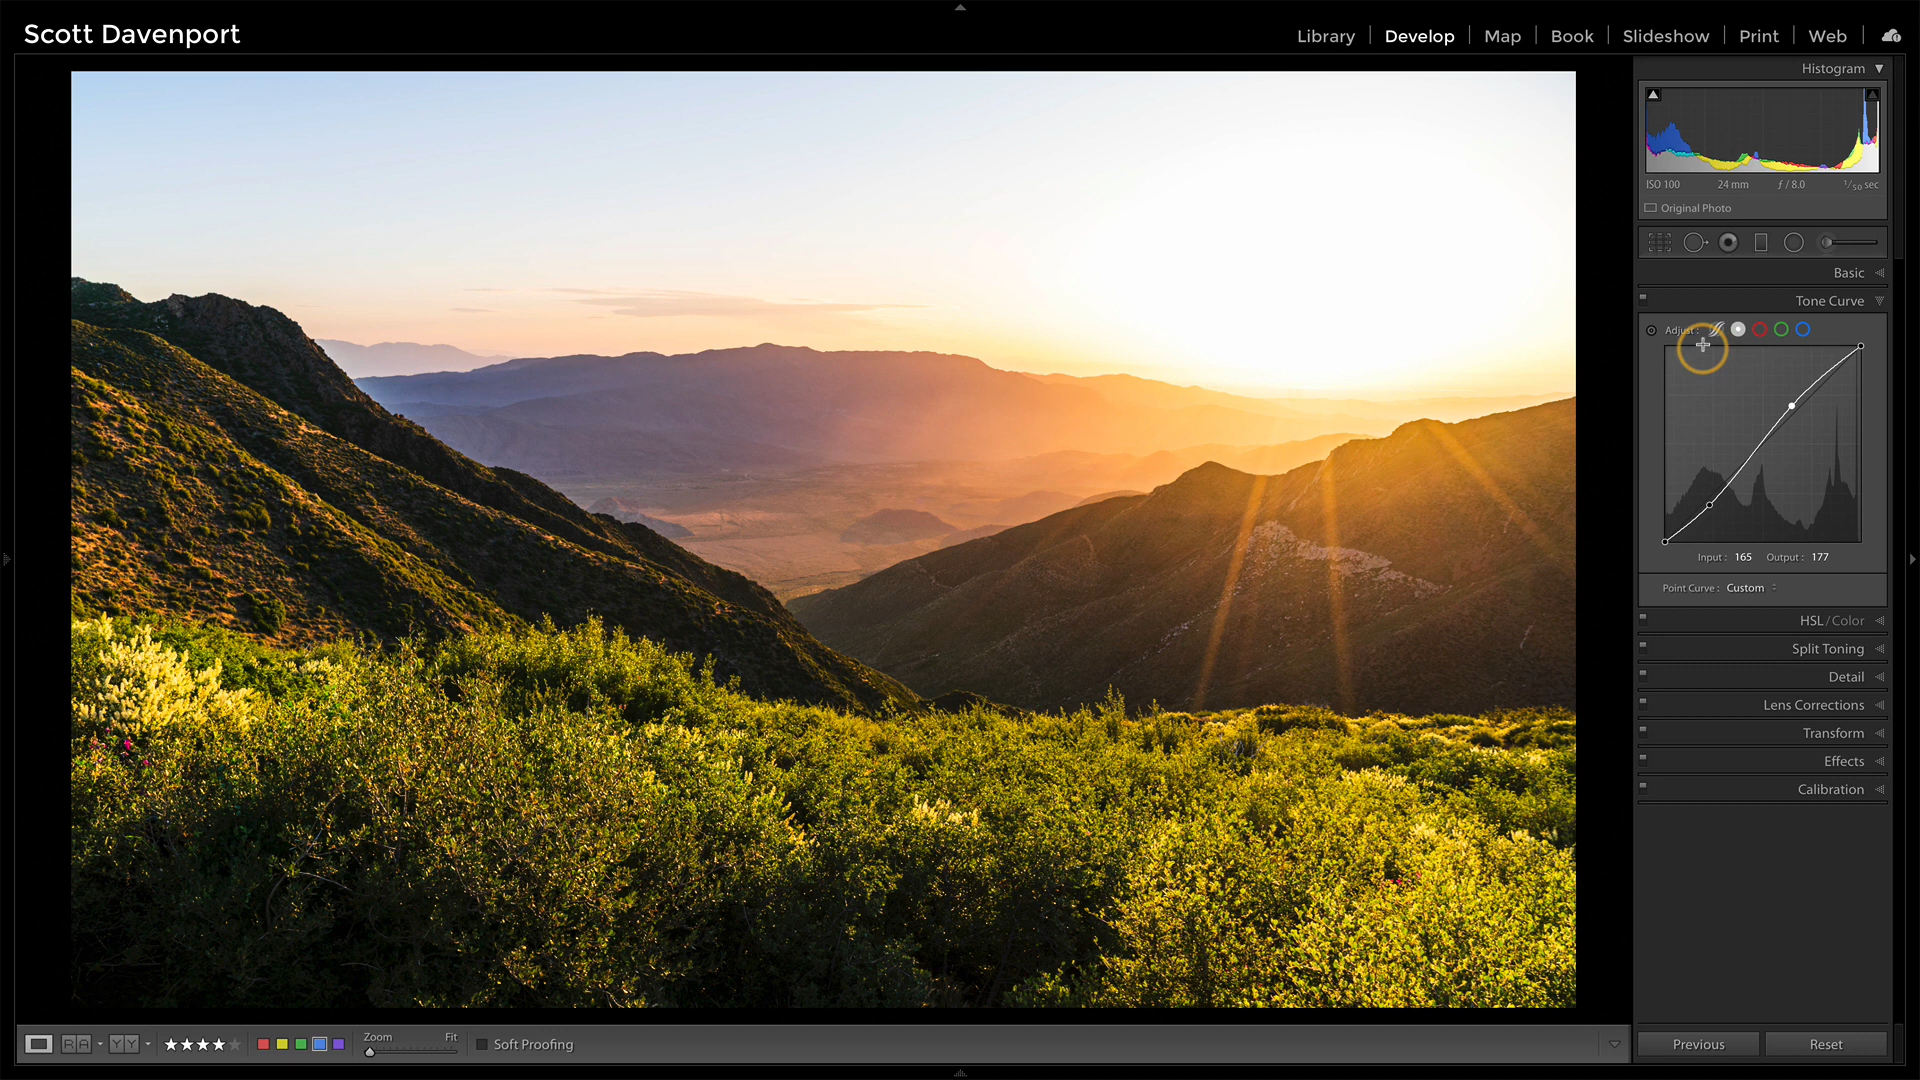 Scott Davenport
Library Develop Map Book Slideshow Print Web
Histogram
ISO 100 24 mm ƒ / 8.0 1/50 sec
Original Photo
Basic
Tone Curve
Adjust :
Input : 165 Output : 177
Point Curve : Custom
HSL / Color
Split Toning
Detail
Lens Corrections
Transform
Effects
Calibration
R A Y Y Zoom Fit Soft Proofing
Previous Reset